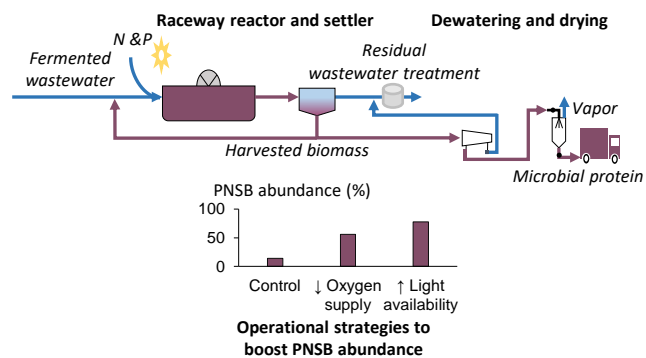 Raceway reactor and settler
Dewatering and drying
N &P
Fermented
wastewater
Residual
wastewater treatment
Harvested biomass
Vapor
Microbial protein
PNSB abundance (%)
100
50
0
Control
↓ Oxygen
supply
↑ Light
availability
Operational strategies to
boost PNSB abundance